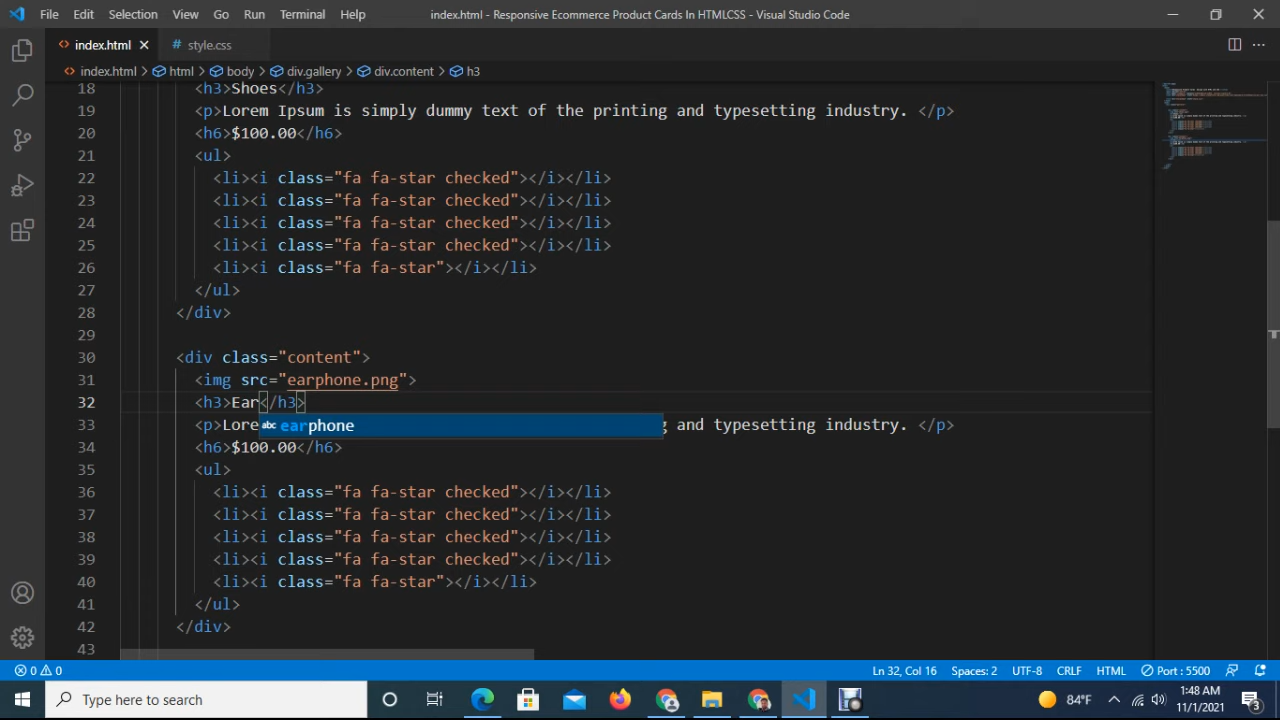 File Edit Selection View Go Run Terminal Help index.html - Responsive Ecommerce Product Cards In HTMLCSS - Visual Studio Code
index.html style.css
index.html > html > body > div.gallery > div.content > h3
18 <h3>Shoes</h3>
19 <p>Lorem Ipsum is simply dummy text of the printing and typesetting industry. </p>
20 <h6>$100.00</h6>
21 <ul>
22 <li><i class="fa fa-star checked"></i></li>
23 <li><i class="fa fa-star checked"></i></li>
24 <li><i class="fa fa-star checked"></i></li>
25 <li><i class="fa fa-star checked"></i></li>
26 <li><i class="fa fa-star"></i></li>
27 </ul>
28 </div>
29
30 <div class="content">
31 <img src="earphone.png">
32 <h3>Ear</h3>
33 <p>Lore g and typesetting industry. </p>
abc earphone
34 <h6>$100.00</h6>
35 <ul>
36 <li><i class="fa fa-star checked"></i></li>
37 <li><i class="fa fa-star checked"></i></li>
38 <li><i class="fa fa-star checked"></i></li>
39 <li><i class="fa fa-star checked"></i></li>
40 <li><i class="fa fa-star"></i></li>
41 </ul>
42 </div>
43
0 0 Ln 32, Col 16 Spaces: 2 UTF-8 CRLF HTML Port : 5500
Type here to search 84°F 1:48 AM
11/1/2021 3